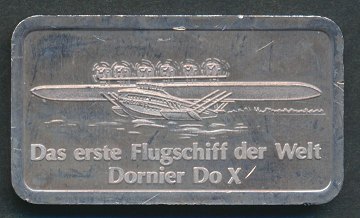 Das erste Flugschiff der Welt
Dornier Do X